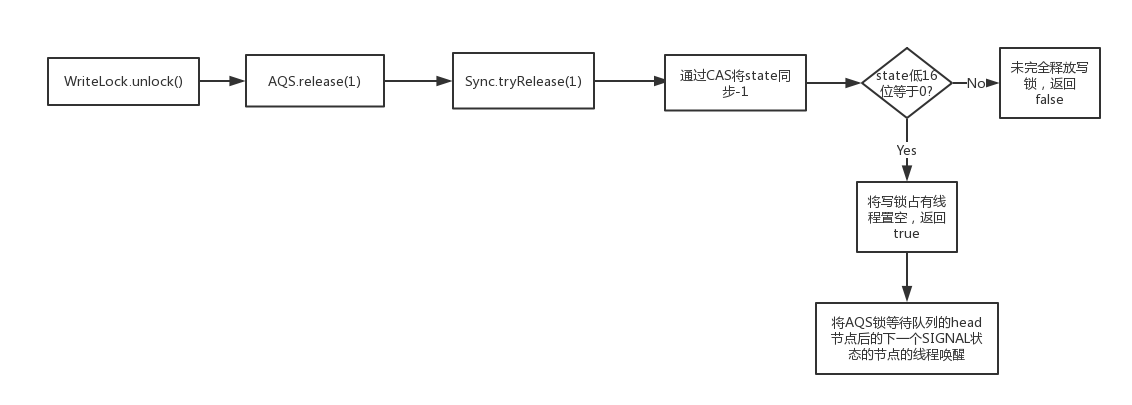 WriteLock.unlock()
AQS.release(1)
Sync.tryRelease(1)
通过CAS将state同
步-1
state低16
位等于0?
No
未完全释放写
锁，返回
false
Yes
将写锁占有线
程置空，返回
true
将AQS锁等待队列的head
节点后的下一个SIGNAL状
态的节点的线程唤醒